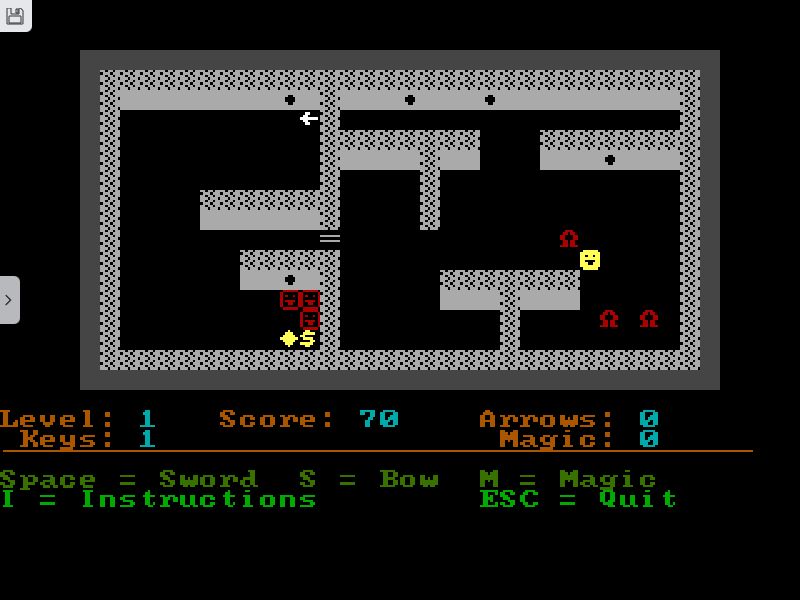 Level: 1 Score: 70 Arrows: 0
Keys: 1 Magic: 0
Space = Sword S = Bow M = Magic
I = Instructions ESC = Quit